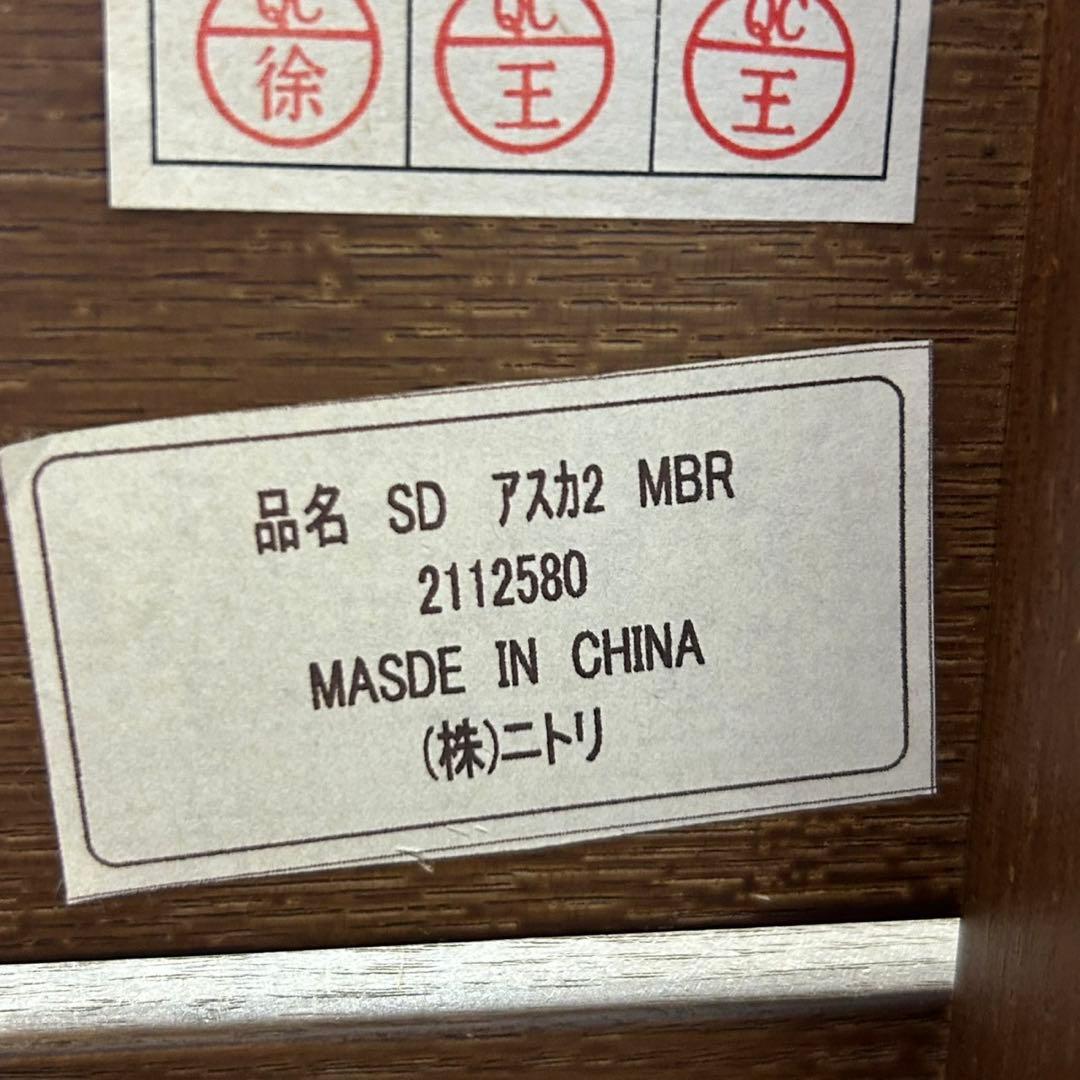 QC QC QC
徐 王 王
品名 SD アスカ2 MBR
2112580
MASDE IN CHINA
(株)ニトリ